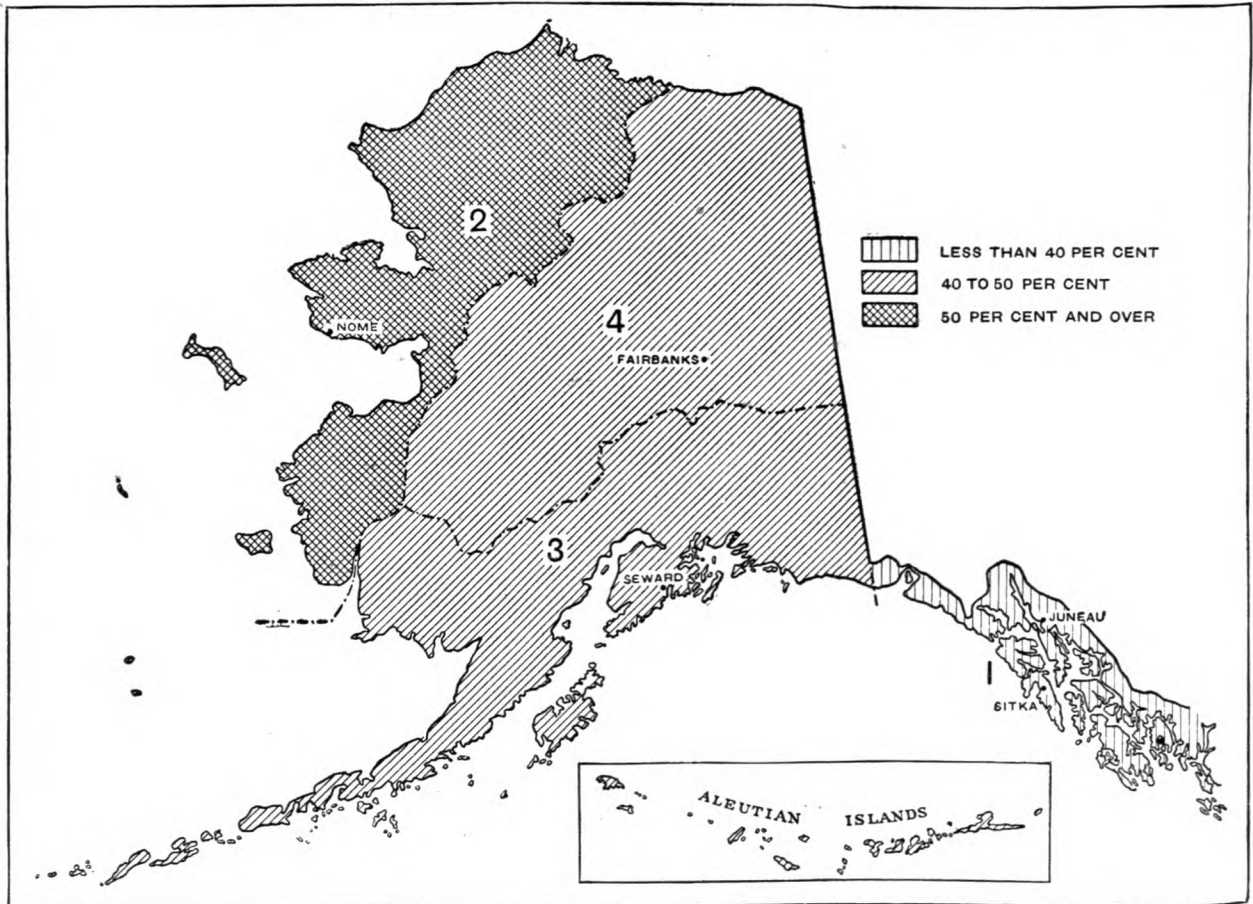 2
LESS THAN 40 PER CENT
40 TO 50 PER CENT
50 PER CENT AND OVER
NOME
4
FAIRBANKS
3
SEWARD
JUNEAU
1
SITKA
ALEUTIAN ISLANDS